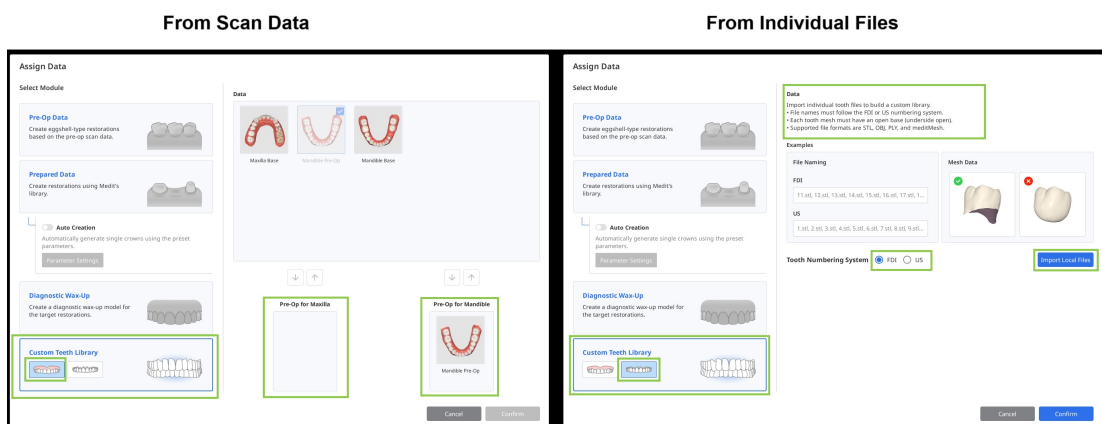 From Scan Data
Assign Data
Select Module
Pre-Op Data
Create eggshell-type restorations
based on the pre-op scan data.
Prepared Data
Create restorations using Medit's
library.
Auto Creation
Automatically generate single crowns using the preset
parameters.
Parameter Settings
Diagnostic Wax-Up
Create a diagnostic wax-up model for
the target restorations.
Custom Teeth Library
Data
Maxilla Base
Mandible Pre-Op
Mandible Base
Pre-Op for Maxilla
Pre-Op for Mandible
Mandible Pre-Op
Cancel
Confirm
From Individual Files
Assign Data
Select Module
Pre-Op Data
Create eggshell-type restorations
based on the pre-op scan data.
Prepared Data
Create restorations using Medit's
library.
Auto Creation
Automatically generate single crowns using the preset
parameters.
Parameter Settings
Diagnostic Wax-Up
Create a diagnostic wax-up model for
the target restorations.
Custom Teeth Library
Data
Import individual tooth files to build a custom library.
• File names must follow the FDI or US numbering system.
• Each tooth mesh must have an open base (underside open).
• Supported file formats are STL, OBJ, PLY, and meditMesh.
Examples
File Naming
FDI
11.stl, 12.stl, 13.stl, 14.stl, 15.stl, 16.stl, 17.stl, 1...
US
1.stl, 2.stl, 3.stl, 4.stl, 5.stl, 6.stl, 7.stl, 8.stl, 9.stl...
Mesh Data
Tooth Numbering System
FDI
US
Import Local Files
Cancel
Confirm